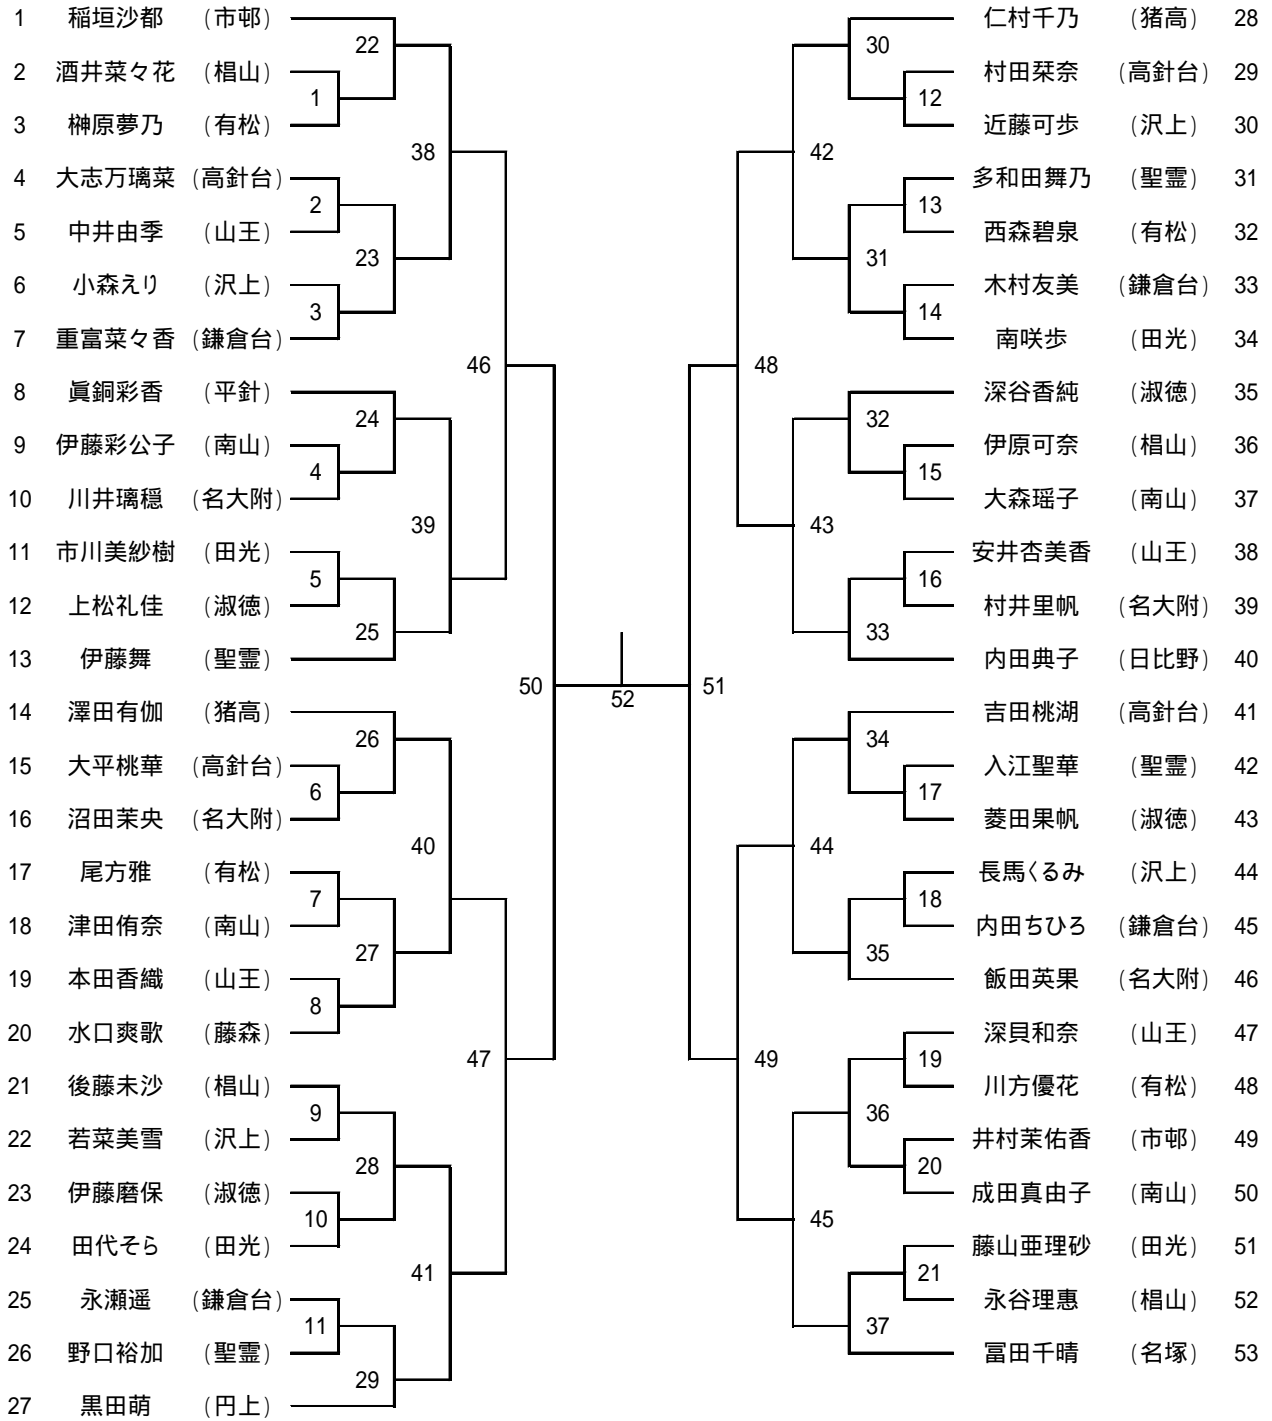 1 稲垣沙都 (市邨)
2 酒井菜々花 (椙山)
3 榊原夢乃 (有松)
4 大志万璃菜 (高針台)
5 中井由季 (山王)
6 小森えり (沢上)
7 重富菜々香 (鎌倉台)
8 眞銅彩香 (平針)
9 伊藤彩公子 (南山)
10 川井璃穏 (名大附)
11 市川美紗樹 (田光)
12 上松礼佳 (淑徳)
13 伊藤舞 (聖霊)
14 澤田有伽 (猪高)
15 大平桃華 (高針台)
16 沼田茉央 (名大附)
17 尾方雅 (有松)
18 津田侑奈 (南山)
19 本田香織 (山王)
20 水口爽歌 (藤森)
21 後藤未沙 (椙山)
22 若菜美雪 (沢上)
23 伊藤磨保 (淑徳)
24 田代そら (田光)
25 永瀬遥 (鎌倉台)
26 野口裕加 (聖霊)
27 黒田萌 (円上)
1
2
3
4
5
6
7
8
9
10
11
22
23
24
25
26
27
28
29
38
39
40
41
46
47
50
52
51
48
49
42
43
44
45
30
31
32
33
34
35
36
37
12
13
14
15
16
17
18
19
20
21
仁村千乃 (猪高) 28
村田栞奈 (高針台) 29
近藤可歩 (沢上) 30
多和田舞乃 (聖霊) 31
西森碧泉 (有松) 32
木村友美 (鎌倉台) 33
南咲歩 (田光) 34
深谷香純 (淑徳) 35
伊原可奈 (椙山) 36
大森瑶子 (南山) 37
安井杏美香 (山王) 38
村井里帆 (名大附) 39
内田典子 (日比野) 40
吉田桃湖 (高針台) 41
入江聖華 (聖霊) 42
菱田果帆 (淑徳) 43
長馬くるみ (沢上) 44
内田ちひろ (鎌倉台) 45
飯田英果 (名大附) 46
深貝和奈 (山王) 47
川方優花 (有松) 48
井村茉佑香 (市邨) 49
成田真由子 (南山) 50
藤山亜理砂 (田光) 51
永谷理恵 (椙山) 52
冨田千晴 (名塚) 53